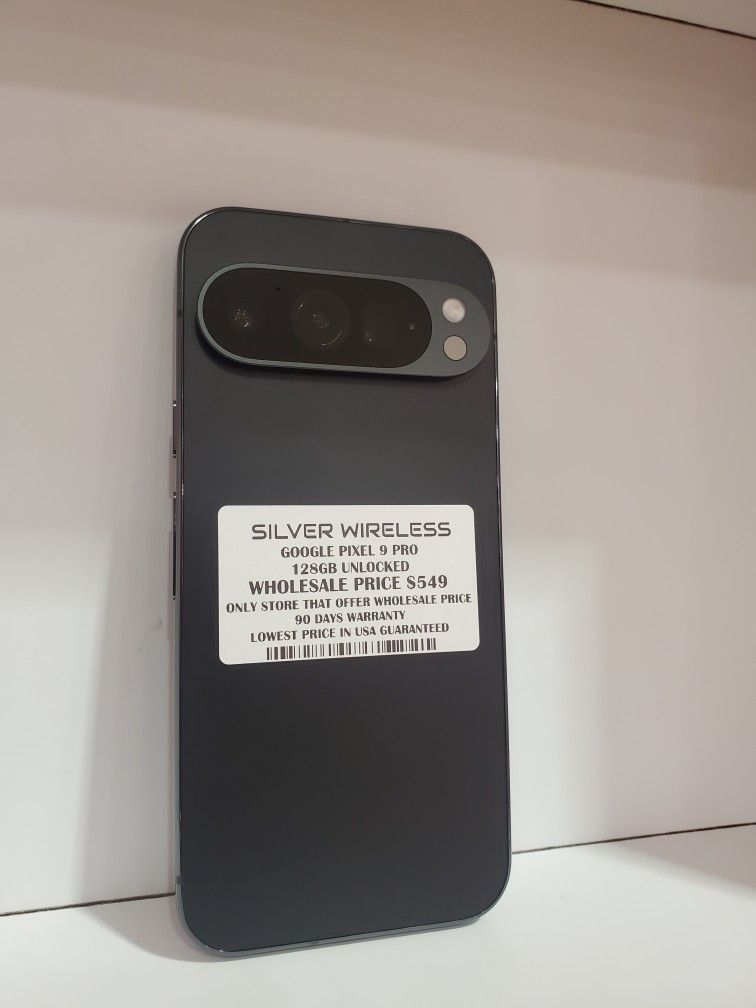 SILVER WIRELESS
GOOGLE PIXEL 9 PRO
128GB UNLOCKED
WHOLESALE PRICE $549
ONLY STORE THAT OFFER WHOLESALE PRICE
90 DAYS WARRANTY
LOWEST PRICE IN USA GUARANTEED